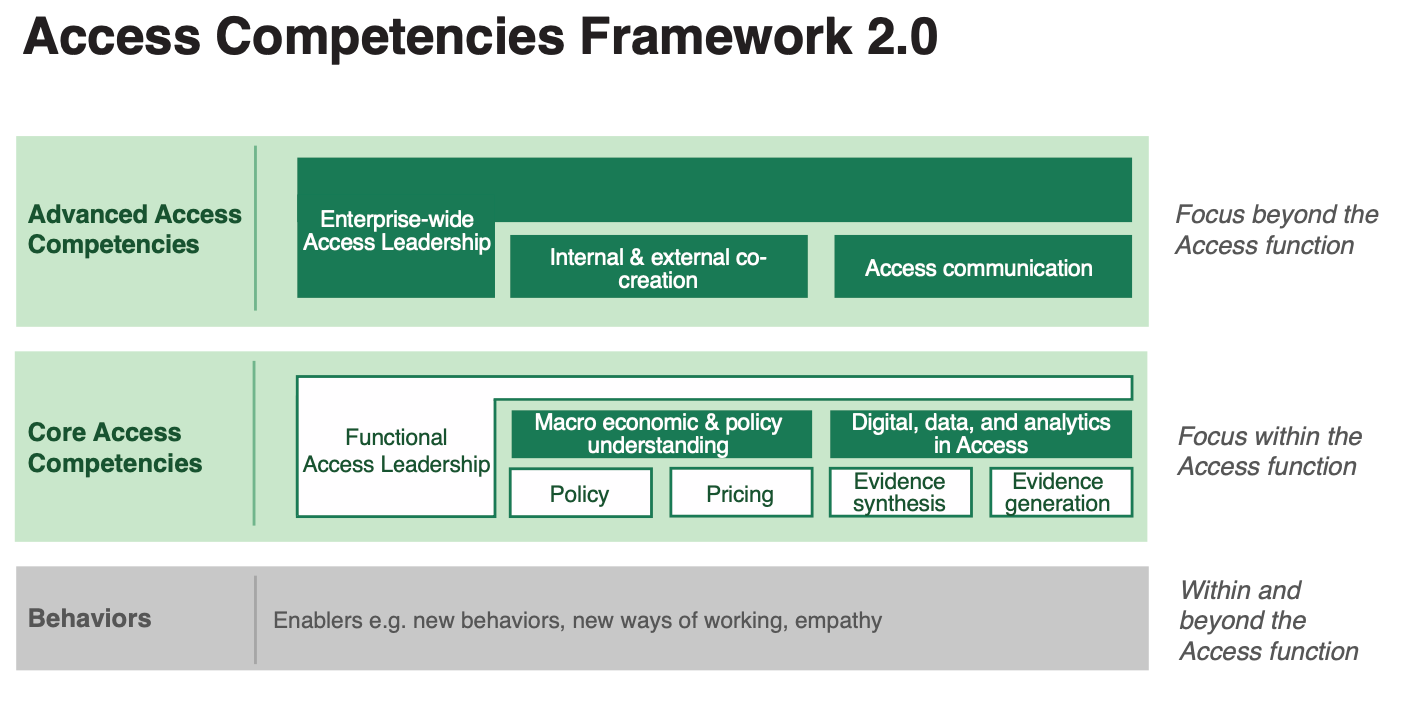 Access Competencies Framework 2.0
Advanced Access
Competencies
Enterprise-wide
Access Leadership
Internal & external co-
creation
Access communication
Focus beyond the
Access function
Core Access
Competencies
Functional
Access Leadership
Macro economic & policy
understanding
Digital, data, and analytics
in Access
Policy
Pricing
Evidence
synthesis
Evidence
generation
Focus within the
Access function
Behaviors
Enablers e.g. new behaviors, new ways of working, empathy
Within and
beyond the
Access function